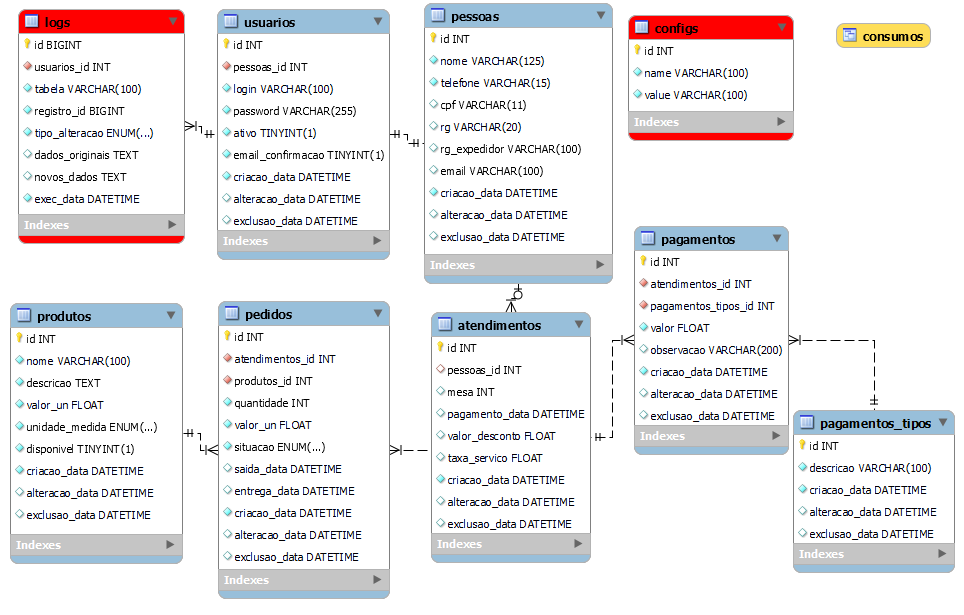 logs
id BIGINT
usuarios_id INT
tabela VARCHAR(100)
registro_id BIGINT
tipo_alteracao ENUM(...)
dados_originais TEXT
novos_dados TEXT
exec_data DATETIME
Indexes
usuarios
id INT
pessoas_id INT
login VARCHAR(100)
password VARCHAR(255)
ativo TINYINT(1)
email_confirmacao TINYINT(1)
criacao_data DATETIME
alteracao_data DATETIME
exclusao_data DATETIME
Indexes
pessoas
id INT
nome VARCHAR(125)
telefone VARCHAR(15)
cpf VARCHAR(11)
rg VARCHAR(20)
rg_expedidor VARCHAR(100)
email VARCHAR(100)
criacao_data DATETIME
alteracao_data DATETIME
exclusao_data DATETIME
Indexes
configs
id INT
name VARCHAR(100)
value VARCHAR(100)
Indexes
consumos
produtos
id INT
nome VARCHAR(100)
descricao TEXT
valor_un FLOAT
unidade_medida ENUM(...)
disponivel TINYINT(1)
criacao_data DATETIME
alteracao_data DATETIME
exclusao_data DATETIME
Indexes
pedidos
id INT
atendimentos_id INT
produtos_id INT
quantidade INT
valor_un FLOAT
situacao ENUM(...)
saida_data DATETIME
entrega_data DATETIME
criacao_data DATETIME
alteracao_data DATETIME
exclusao_data DATETIME
Indexes
atendimentos
id INT
pessoas_id INT
mesa INT
pagamento_data DATETIME
valor_desconto FLOAT
taxa_servico FLOAT
criacao_data DATETIME
alteracao_data DATETIME
exclusao_data DATETIME
Indexes
pagamentos
id INT
atendimentos_id INT
pagamentos_tipos_id INT
valor FLOAT
observacao VARCHAR(200)
criacao_data DATETIME
alteracao_data DATETIME
exclusao_data DATETIME
Indexes
pagamentos_tipos
id INT
descricao VARCHAR(100)
criacao_data DATETIME
alteracao_data DATETIME
exclusao_data DATETIME
Indexes